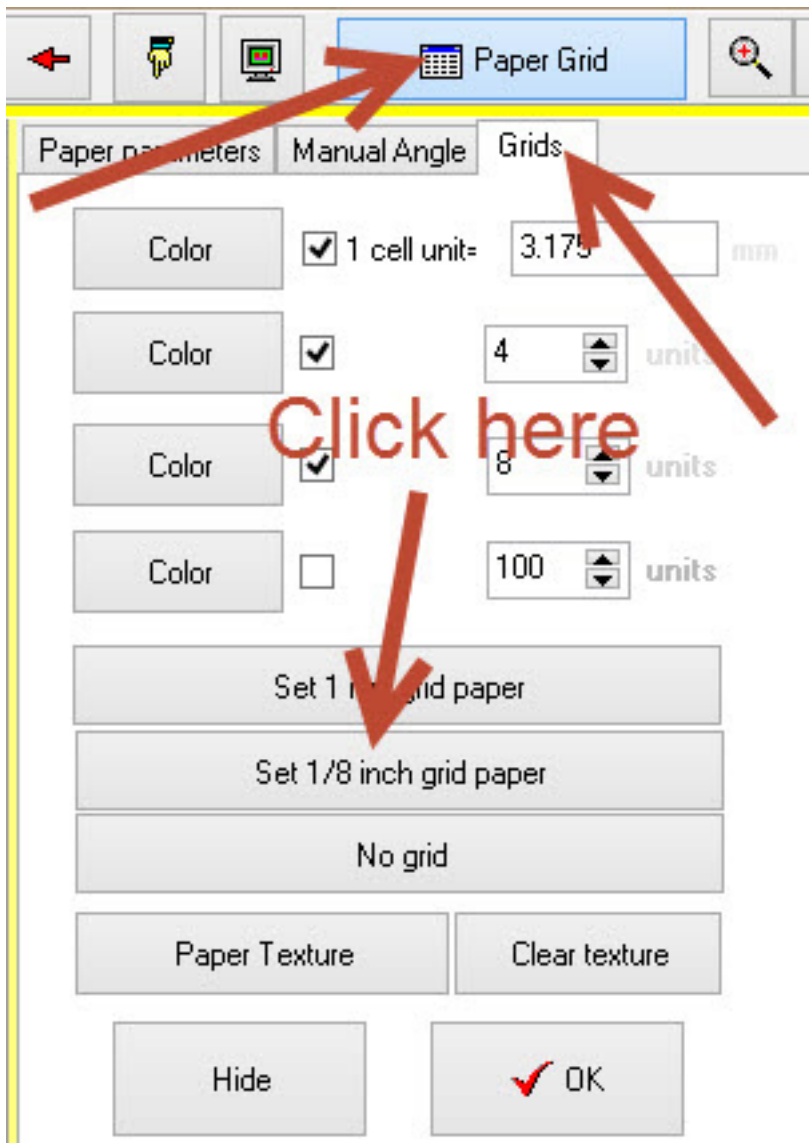 Paper Grid
Paper parameters Manual Angle Grids
Color 1 cell unit= 3.175 mm
Color 4 units
Click here
Color 8 units
Color 100 units
Set 1 grid paper
Set 1/8 inch grid paper
No grid
Paper Texture Clear texture
Hide OK